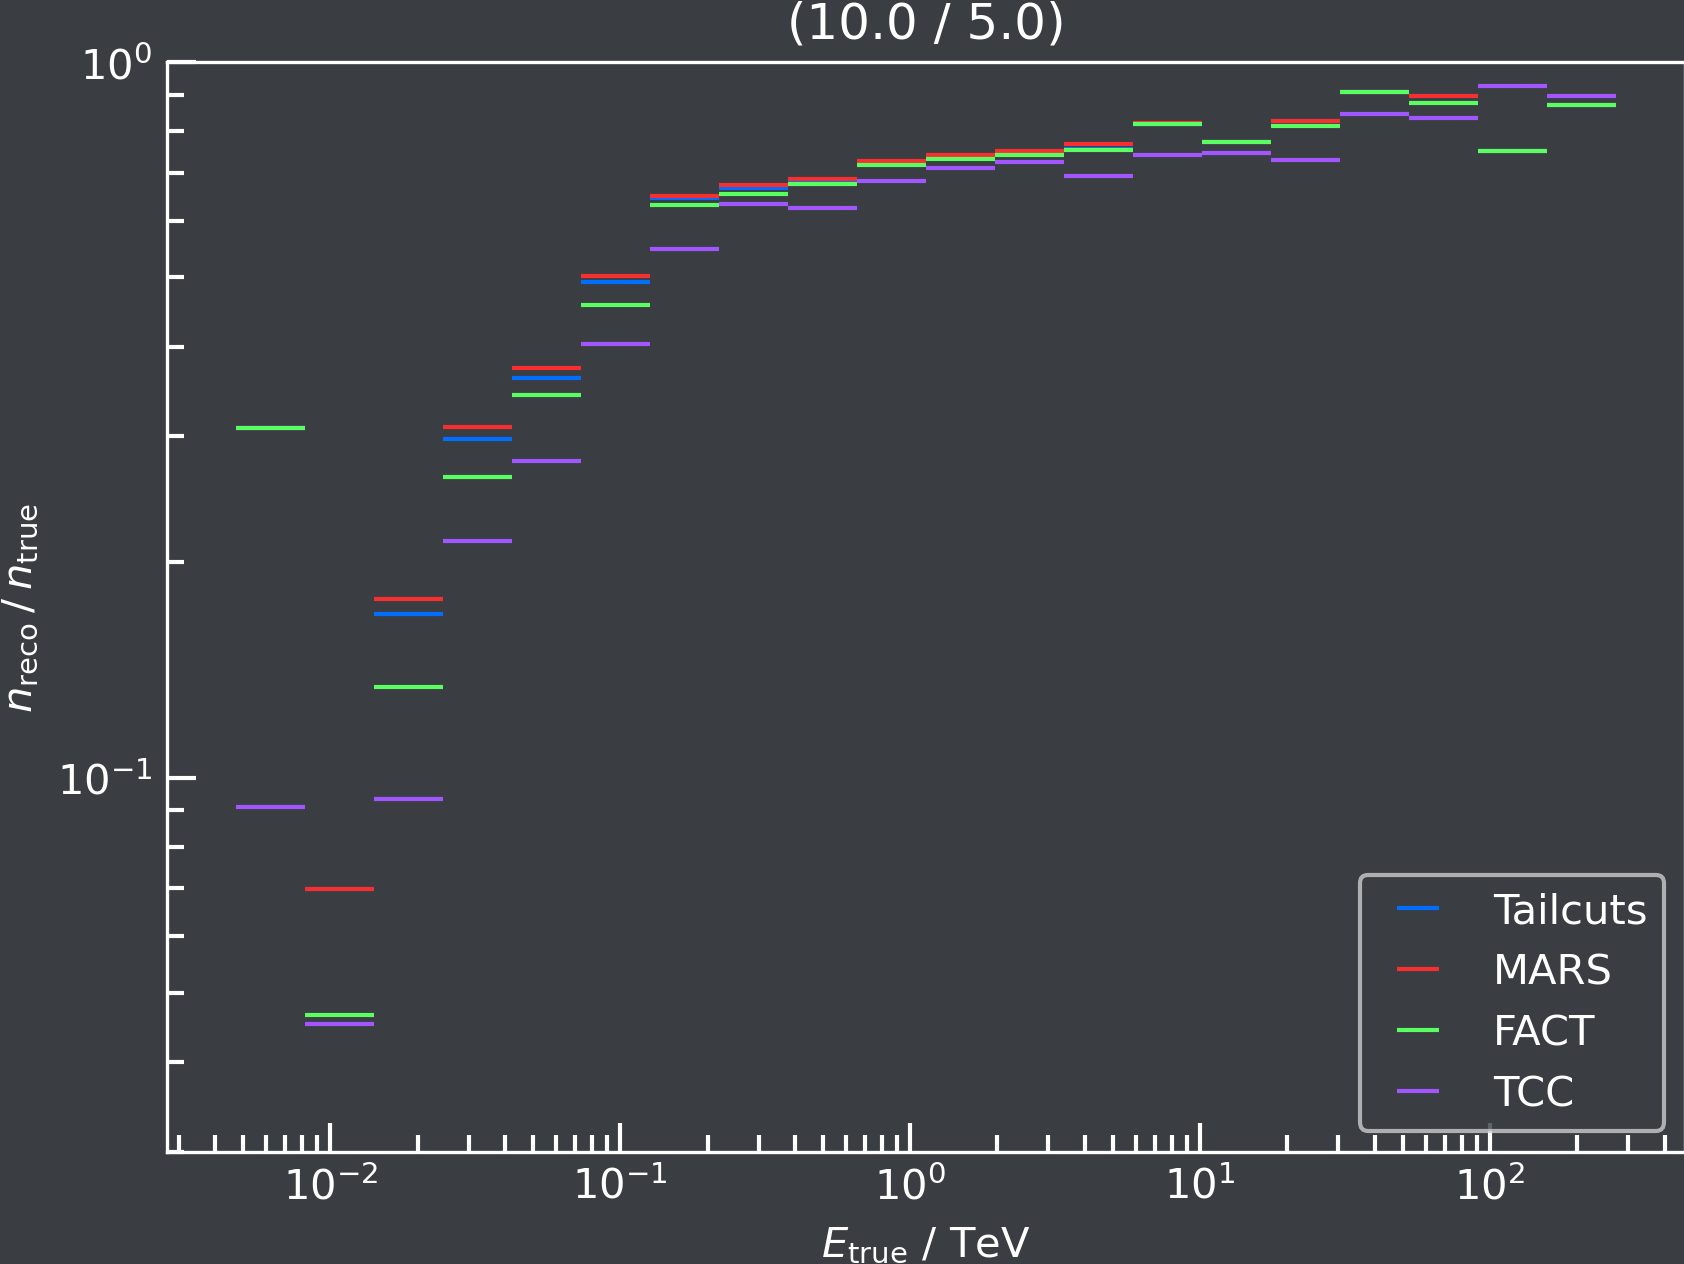 (10.0 / 5.0)
10⁰
10⁻¹
n_reco / n_true
10⁻² 10⁻¹ 10⁰ 10¹ 10²
E_true / TeV
Tailcuts
MARS
FACT
TCC